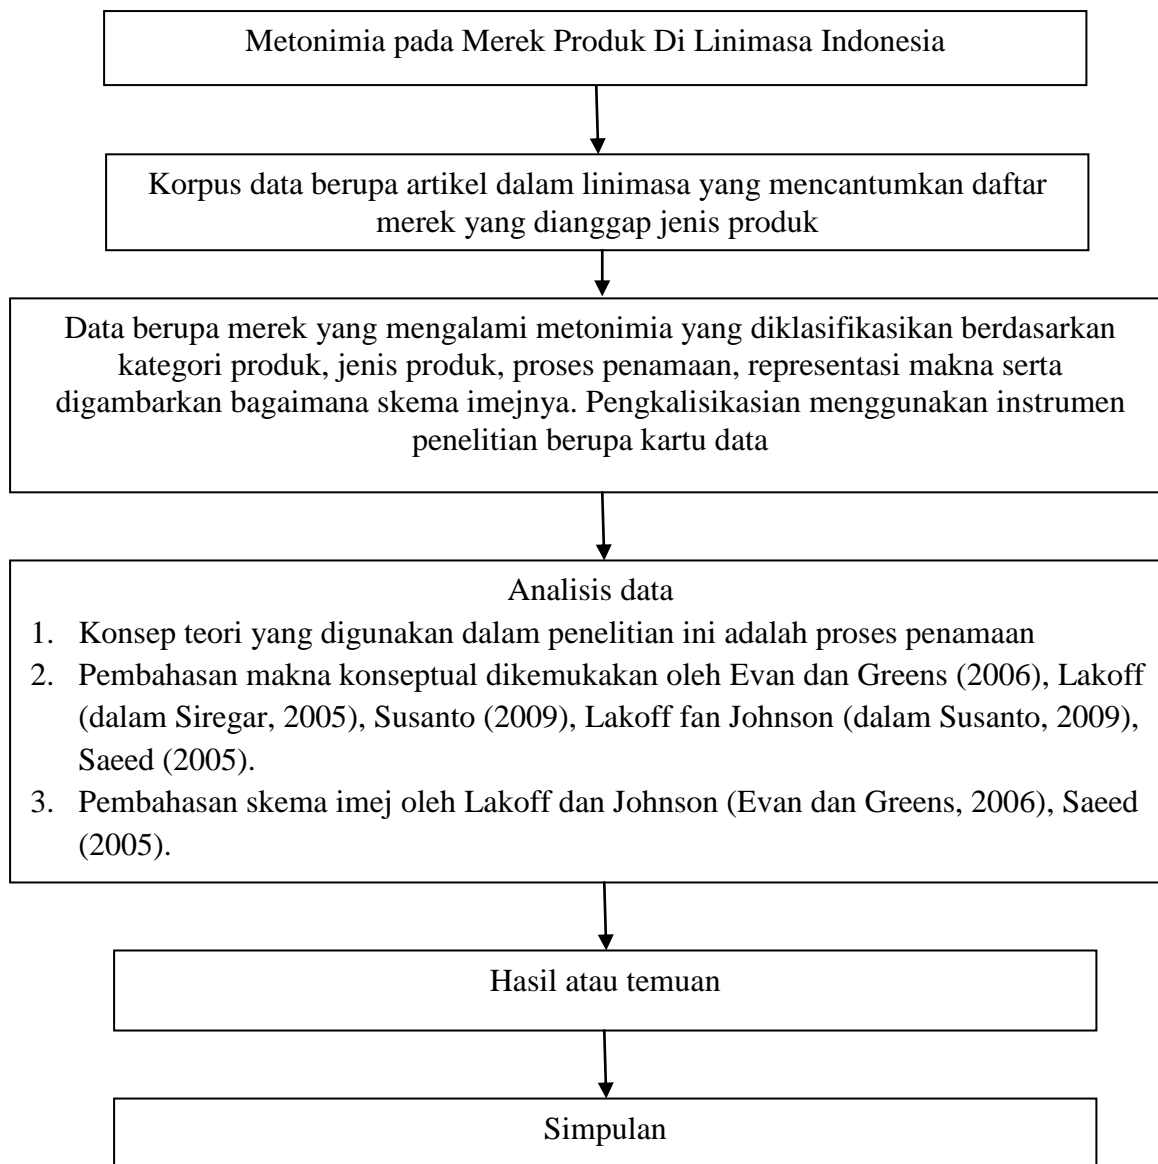 Metonimia pada Merek Produk Di Linimasa Indonesia
Korpus data berupa artikel dalam linimasa yang mencantumkan daftar
merek yang dianggap jenis produk
Data berupa merek yang mengalami metonimia yang diklasifikasikan berdasarkan
kategori produk, jenis produk, proses penamaan, representasi makna serta
digambarkan bagaimana skema imejnya. Pengkalisikasian menggunakan instrumen
penelitian berupa kartu data
Analisis data
1. Konsep teori yang digunakan dalam penelitian ini adalah proses penamaan
2. Pembahasan makna konseptual dikemukakan oleh Evan dan Greens (2006), Lakoff
(dalam Siregar, 2005), Susanto (2009), Lakoff fan Johnson (dalam Susanto, 2009),
Saeed (2005).
3. Pembahasan skema imej oleh Lakoff dan Johnson (Evan dan Greens, 2006), Saeed
(2005).
Hasil atau temuan
Simpulan